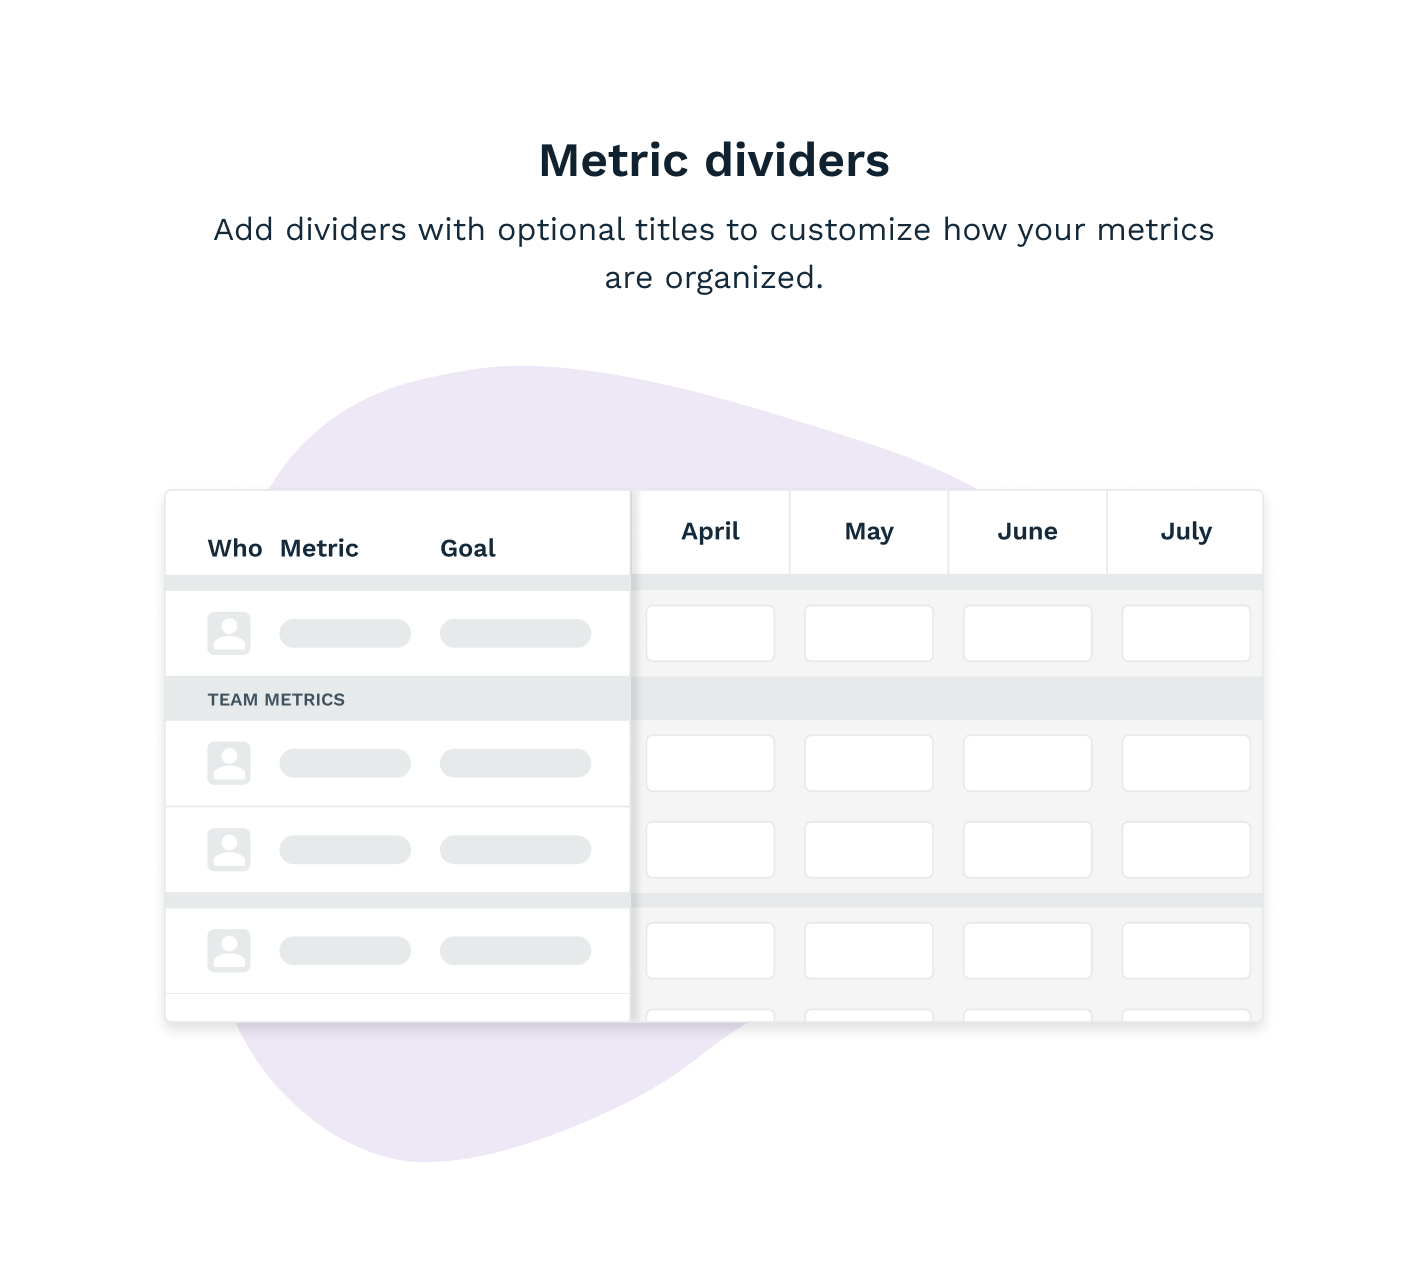 Metric dividers
Add dividers with optional titles to customize how your metrics
are organized.
Who Metric Goal April May June July
TEAM METRICS